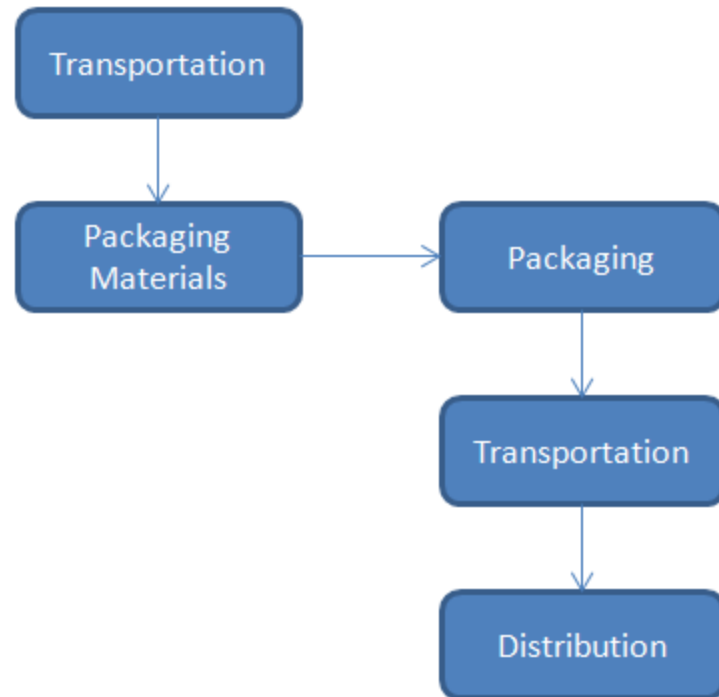 Transportation
Packaging
Materials
Packaging
Transportation
Distribution